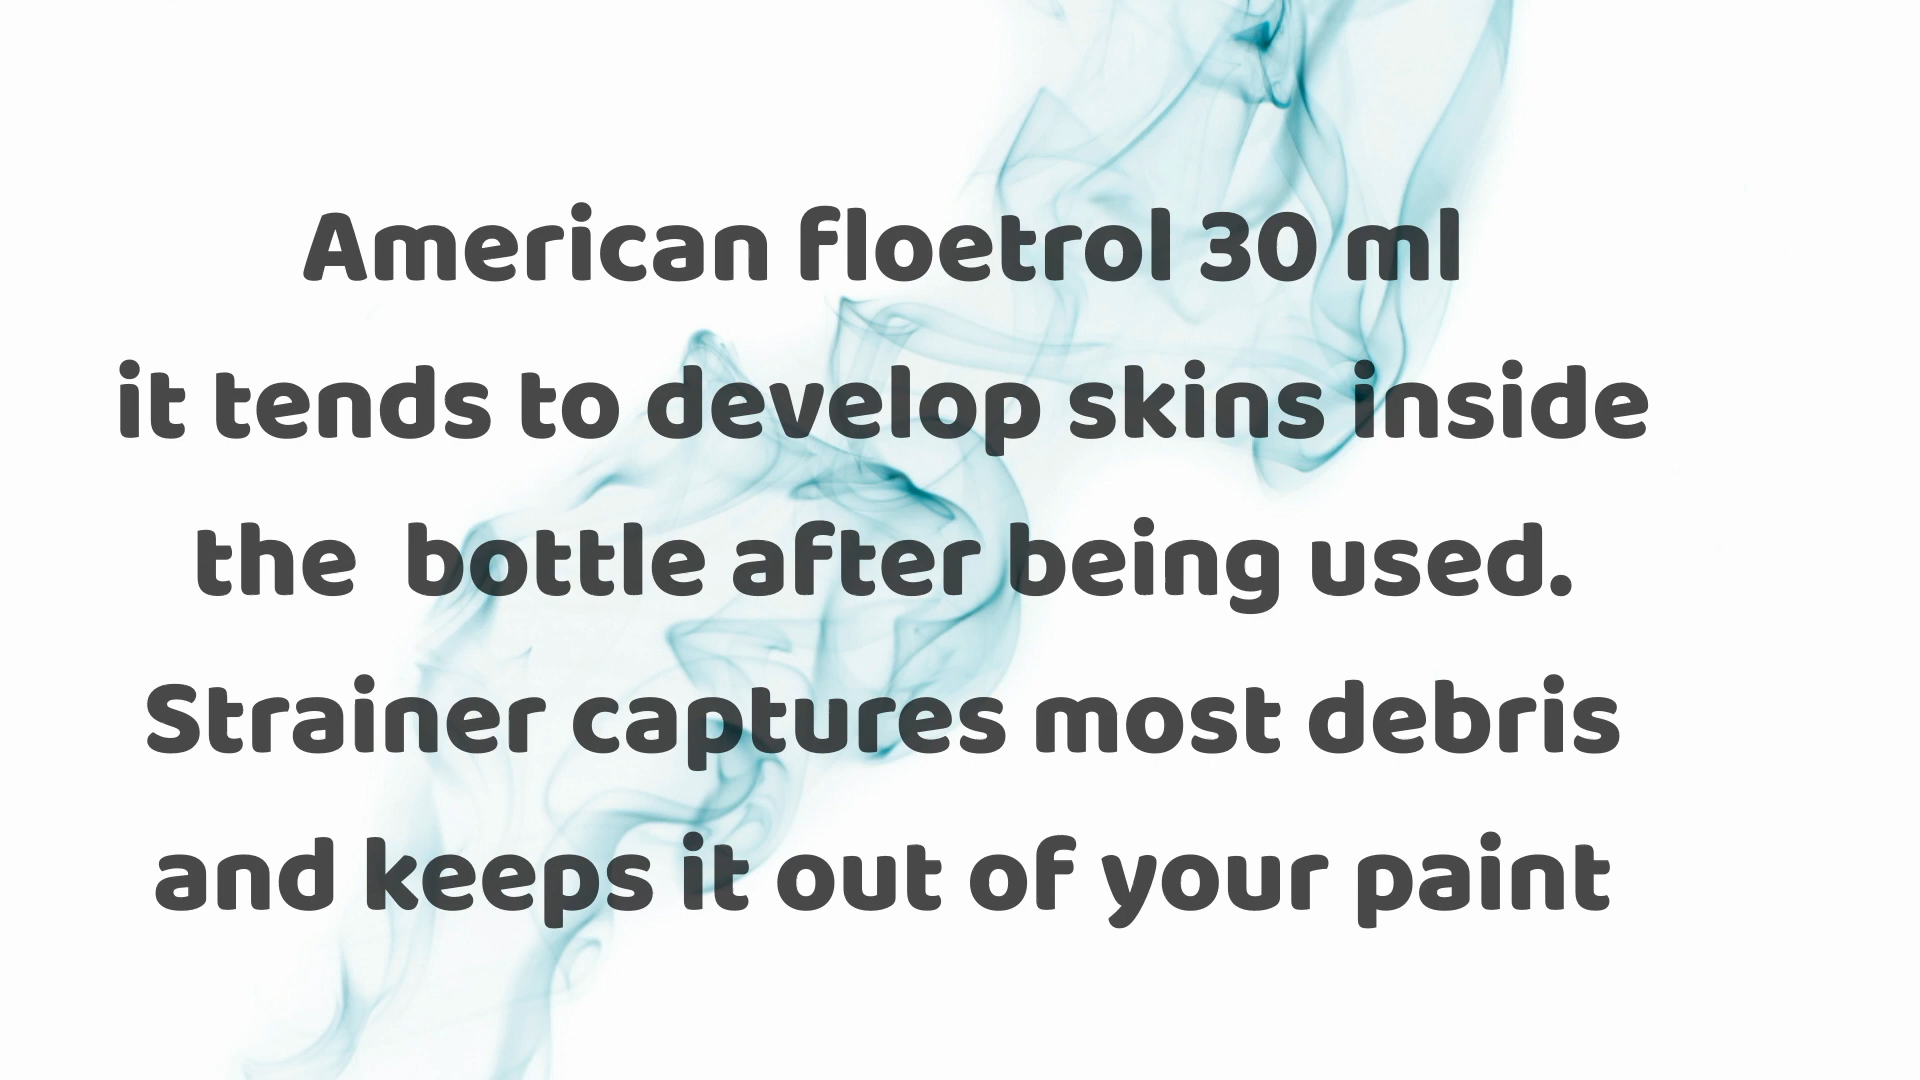 American floetrol 30 ml
it tends to develop skins inside
the  bottle after being used.
Strainer captures most debris
and keeps it out of your paint